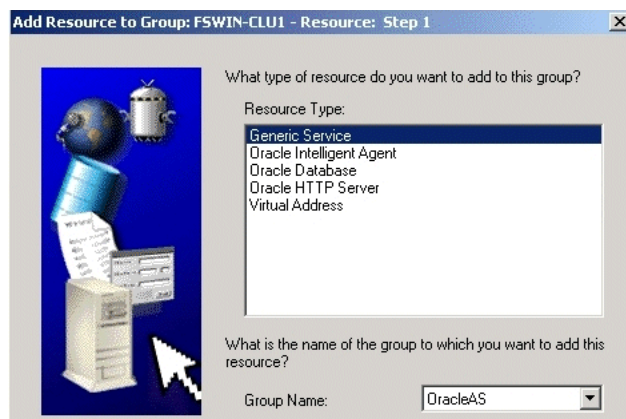 Add Resource to Group: FSWIN-CLU1 - Resource: Step 1
What type of resource do you want to add to this group?
Resource Type:
Generic Service
Oracle Intelligent Agent
Oracle Database
Oracle HTTP Server
Virtual Address
What is the name of the group to which you want to add this
resource?
Group Name:
OracleAS